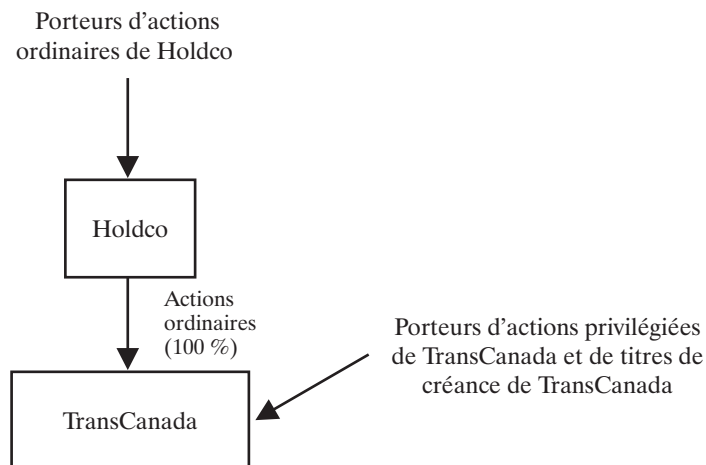 Porteurs d'actions
ordinaires de Holdco
Holdco
Actions
ordinaires
(100 %)
Porteurs d'actions privilégiées
de TransCanada et de titres de
créance de TransCanada
TransCanada